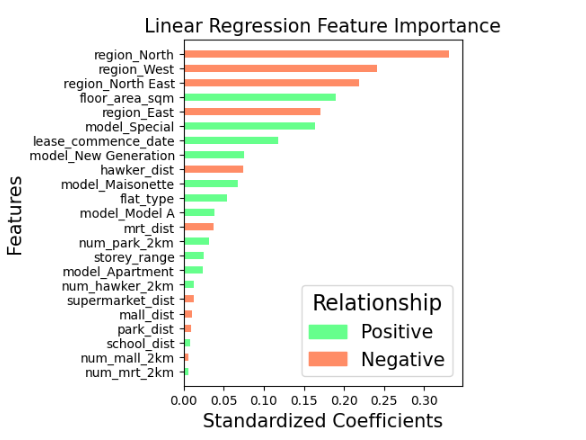 Linear Regression Feature Importance
region_North
region_West
region_North East
floor_area_sqm
region_East
model_Special
lease_commence_date
model_New Generation
hawker_dist
model_Maisonette
flat_type
model_Model A
mrt_dist
num_park_2km
storey_range
model_Apartment
num_hawker_2km
supermarket_dist
mall_dist
park_dist
school_dist
num_mall_2km
num_mrt_2km
Features
Relationship
Positive
Negative
0.00 0.05 0.10 0.15 0.20 0.25 0.30
Standardized Coefficients